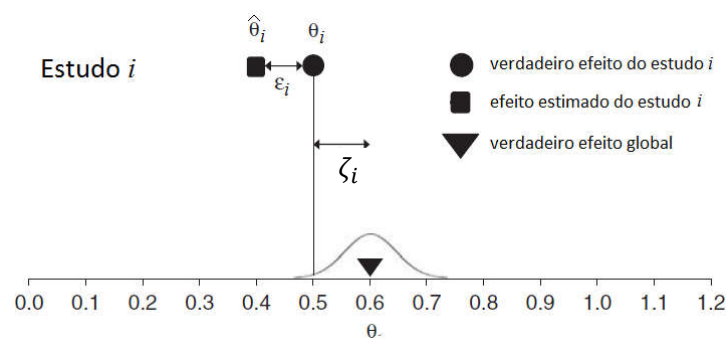 θ̂ᵢ θᵢ
Estudo i
εᵢ
ζᵢ
verdadeiro efeito do estudo i
efeito estimado do estudo i
verdadeiro efeito global
0.0 0.1 0.2 0.3 0.4 0.5 0.6 0.7 0.8 0.9 1.0 1.1 1.2